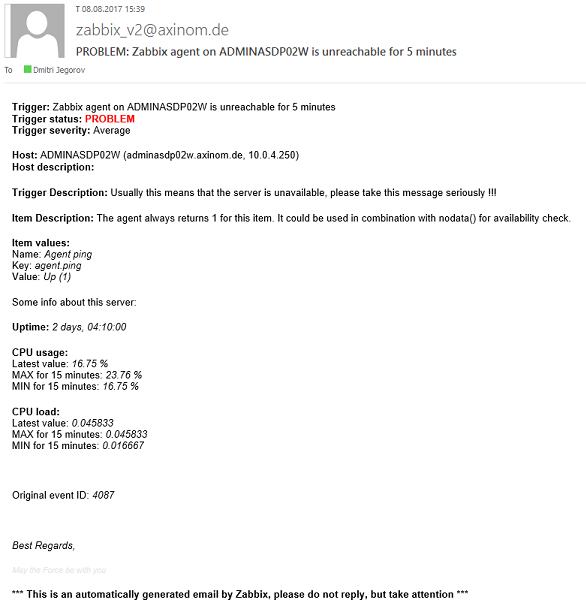 T 08.08.2017 15:39
zabbix_v2@axinom.de
PROBLEM: Zabbix agent on ADMINASDP02W is unreachable for 5 minutes
To Dmitri Jegorov
Trigger: Zabbix agent on ADMINASDP02W is unreachable for 5 minutes
Trigger status: PROBLEM
Trigger severity: Average
Host: ADMINASDP02W (adminasdp02w.axinom.de, 10.0.4.250)
Host description:
Trigger Description: Usually this means that the server is unavailable, please take this message seriously !!!
Item Description: The agent always returns 1 for this item. It could be used in combination with nodata() for availability check.
Item values:
Name: Agent ping
Key: agent.ping
Value: Up (1)
Some info about this server:
Uptime: 2 days, 04:10:00
CPU usage:
Latest value: 16.75 %
MAX for 15 minutes: 23.76 %
MIN for 15 minutes: 16.75 %
CPU load:
Latest value: 0.045833
MAX for 15 minutes: 0.045833
MIN for 15 minutes: 0.016667
Original event ID: 4087
Best Regards,
May the Force be with you
*** This is an automatically generated email by Zabbix, please do not reply, but take attention ***